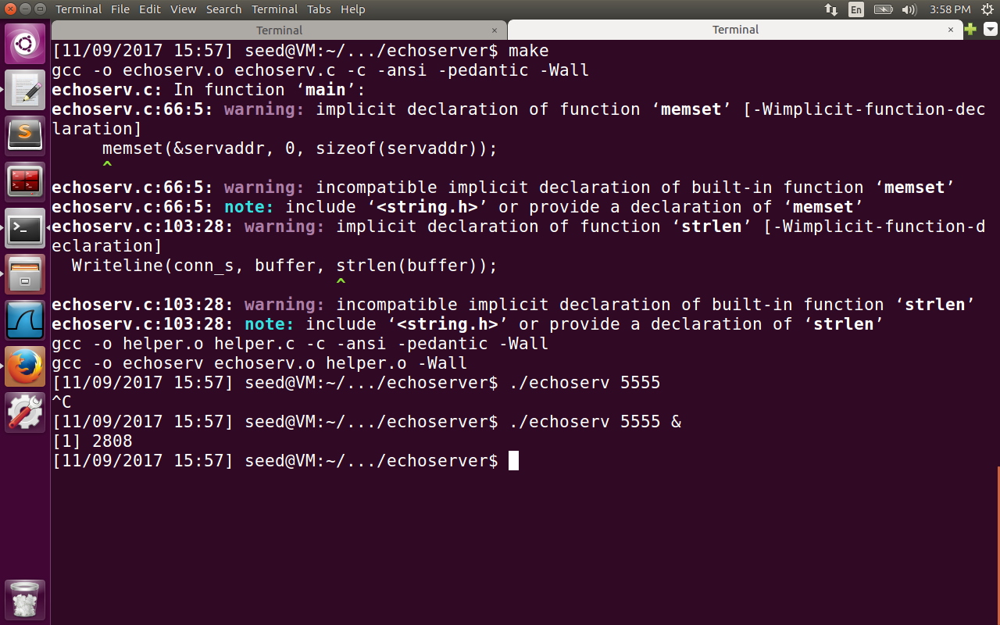 Terminal File Edit View Search Terminal Tabs Help En 3:58 PM
Terminal × Terminal ×
[11/09/2017 15:57] seed@VM:~/.../echoserver$ make
gcc -o echoserv.o echoserv.c -c -ansi -pedantic -Wall
echoserv.c: In function ‘main’:
echoserv.c:66:5: warning: implicit declaration of function ‘memset’ [-Wimplicit-function-dec
laration]
     memset(&servaddr, 0, sizeof(servaddr));
     ^
echoserv.c:66:5: warning: incompatible implicit declaration of built-in function ‘memset’
echoserv.c:66:5: note: include ‘<string.h>’ or provide a declaration of ‘memset’
echoserv.c:103:28: warning: implicit declaration of function ‘strlen’ [-Wimplicit-function-d
eclaration]
  Writeline(conn_s, buffer, strlen(buffer));
                            ^
echoserv.c:103:28: warning: incompatible implicit declaration of built-in function ‘strlen’
echoserv.c:103:28: note: include ‘<string.h>’ or provide a declaration of ‘strlen’
gcc -o helper.o helper.c -c -ansi -pedantic -Wall
gcc -o echoserv echoserv.o helper.o -Wall
[11/09/2017 15:57] seed@VM:~/.../echoserver$ ./echoserv 5555
^C
[11/09/2017 15:57] seed@VM:~/.../echoserver$ ./echoserv 5555 &
[1] 2808
[11/09/2017 15:57] seed@VM:~/.../echoserver$